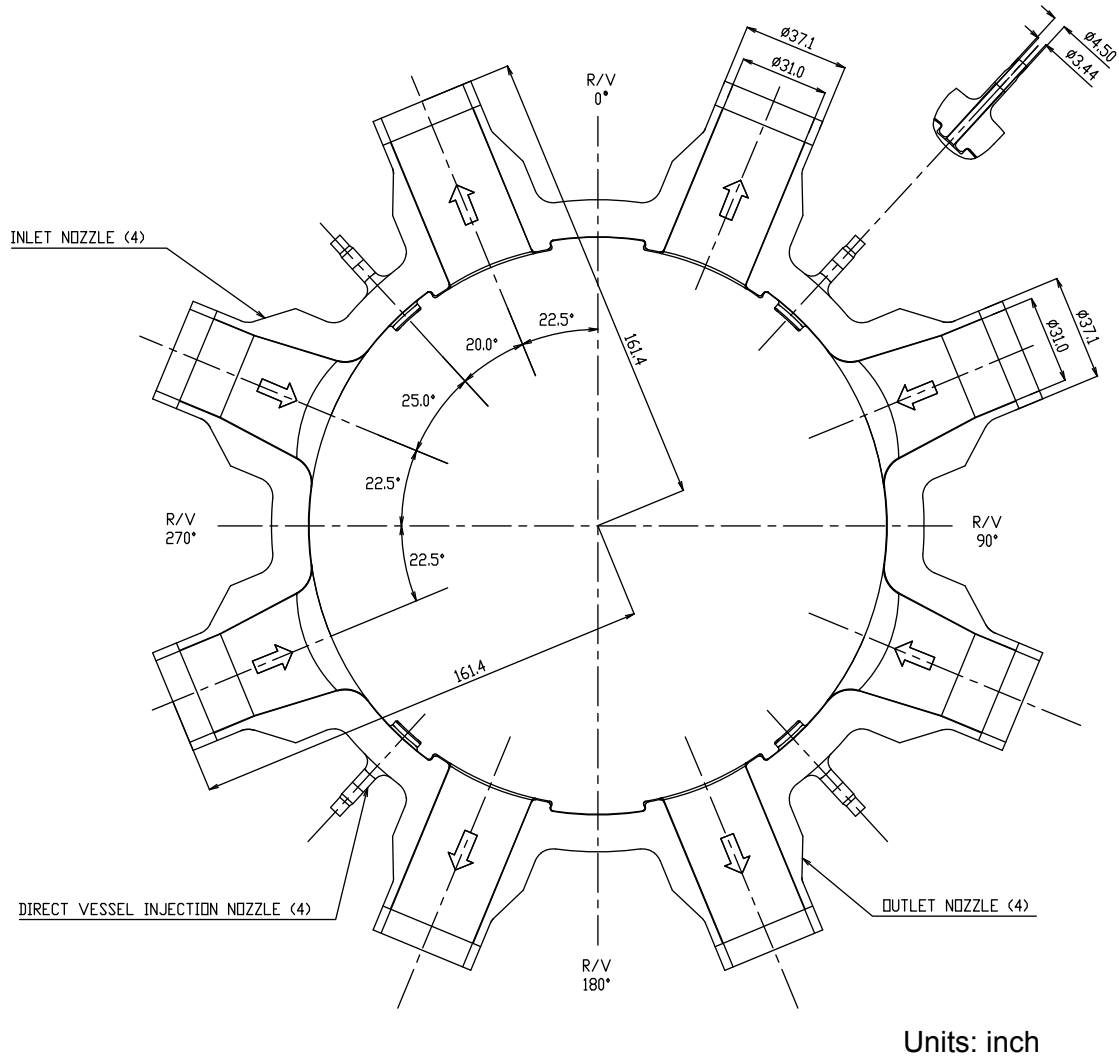 ø37.1
ø31.0
ø4.50
ø3.44
R/V
0°
INLET NOZZLE (4)
161.4
22.5°
20.0°
25.0°
22.5°
22.5°
ø31.0
ø37.1
R/V
270°
R/V
90°
161.4
DIRECT VESSEL INJECTION NOZZLE (4)
OUTLET NOZZLE (4)
R/V
180°
Units: inch